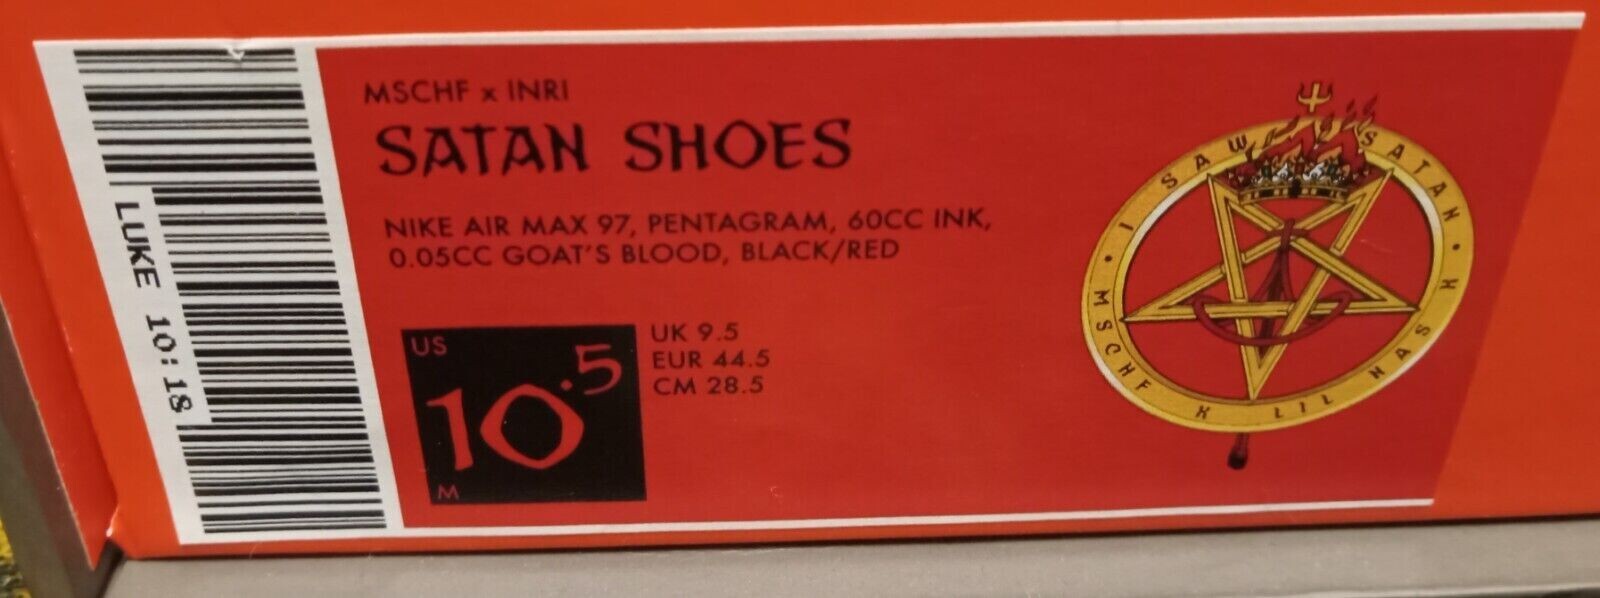 LUKE 10:18
MSCHF x INRI
SATAN SHOES
NIKE AIR MAX 97, PENTAGRAM, 60CC INK,
0.05CC GOAT'S BLOOD, BLACK/RED
US
10.5
M
UK 9.5
EUR 44.5
CM 28.5
I SAW SATAN • MSCHF X LIL NAS X •